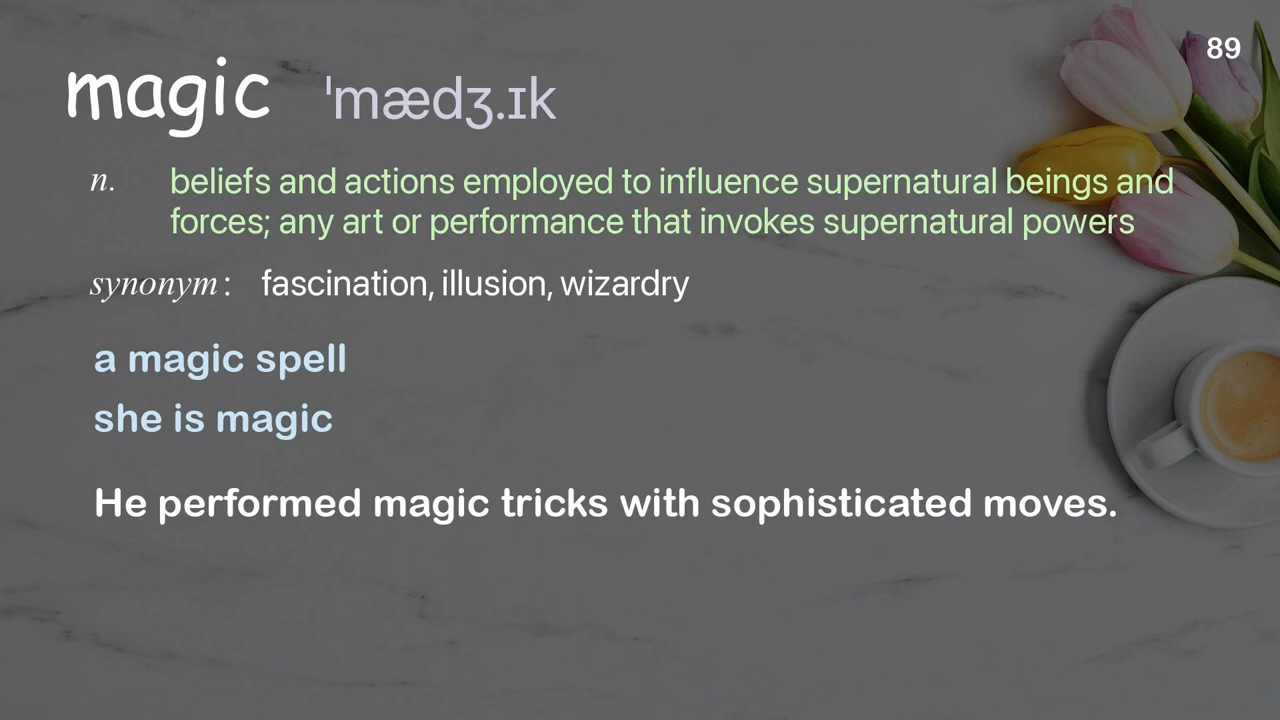 89
magic ˈmædʒ.ɪk
n. beliefs and actions employed to influence supernatural beings and
forces; any art or performance that invokes supernatural powers
synonym: fascination, illusion, wizardry
a magic spell
she is magic
He performed magic tricks with sophisticated moves.